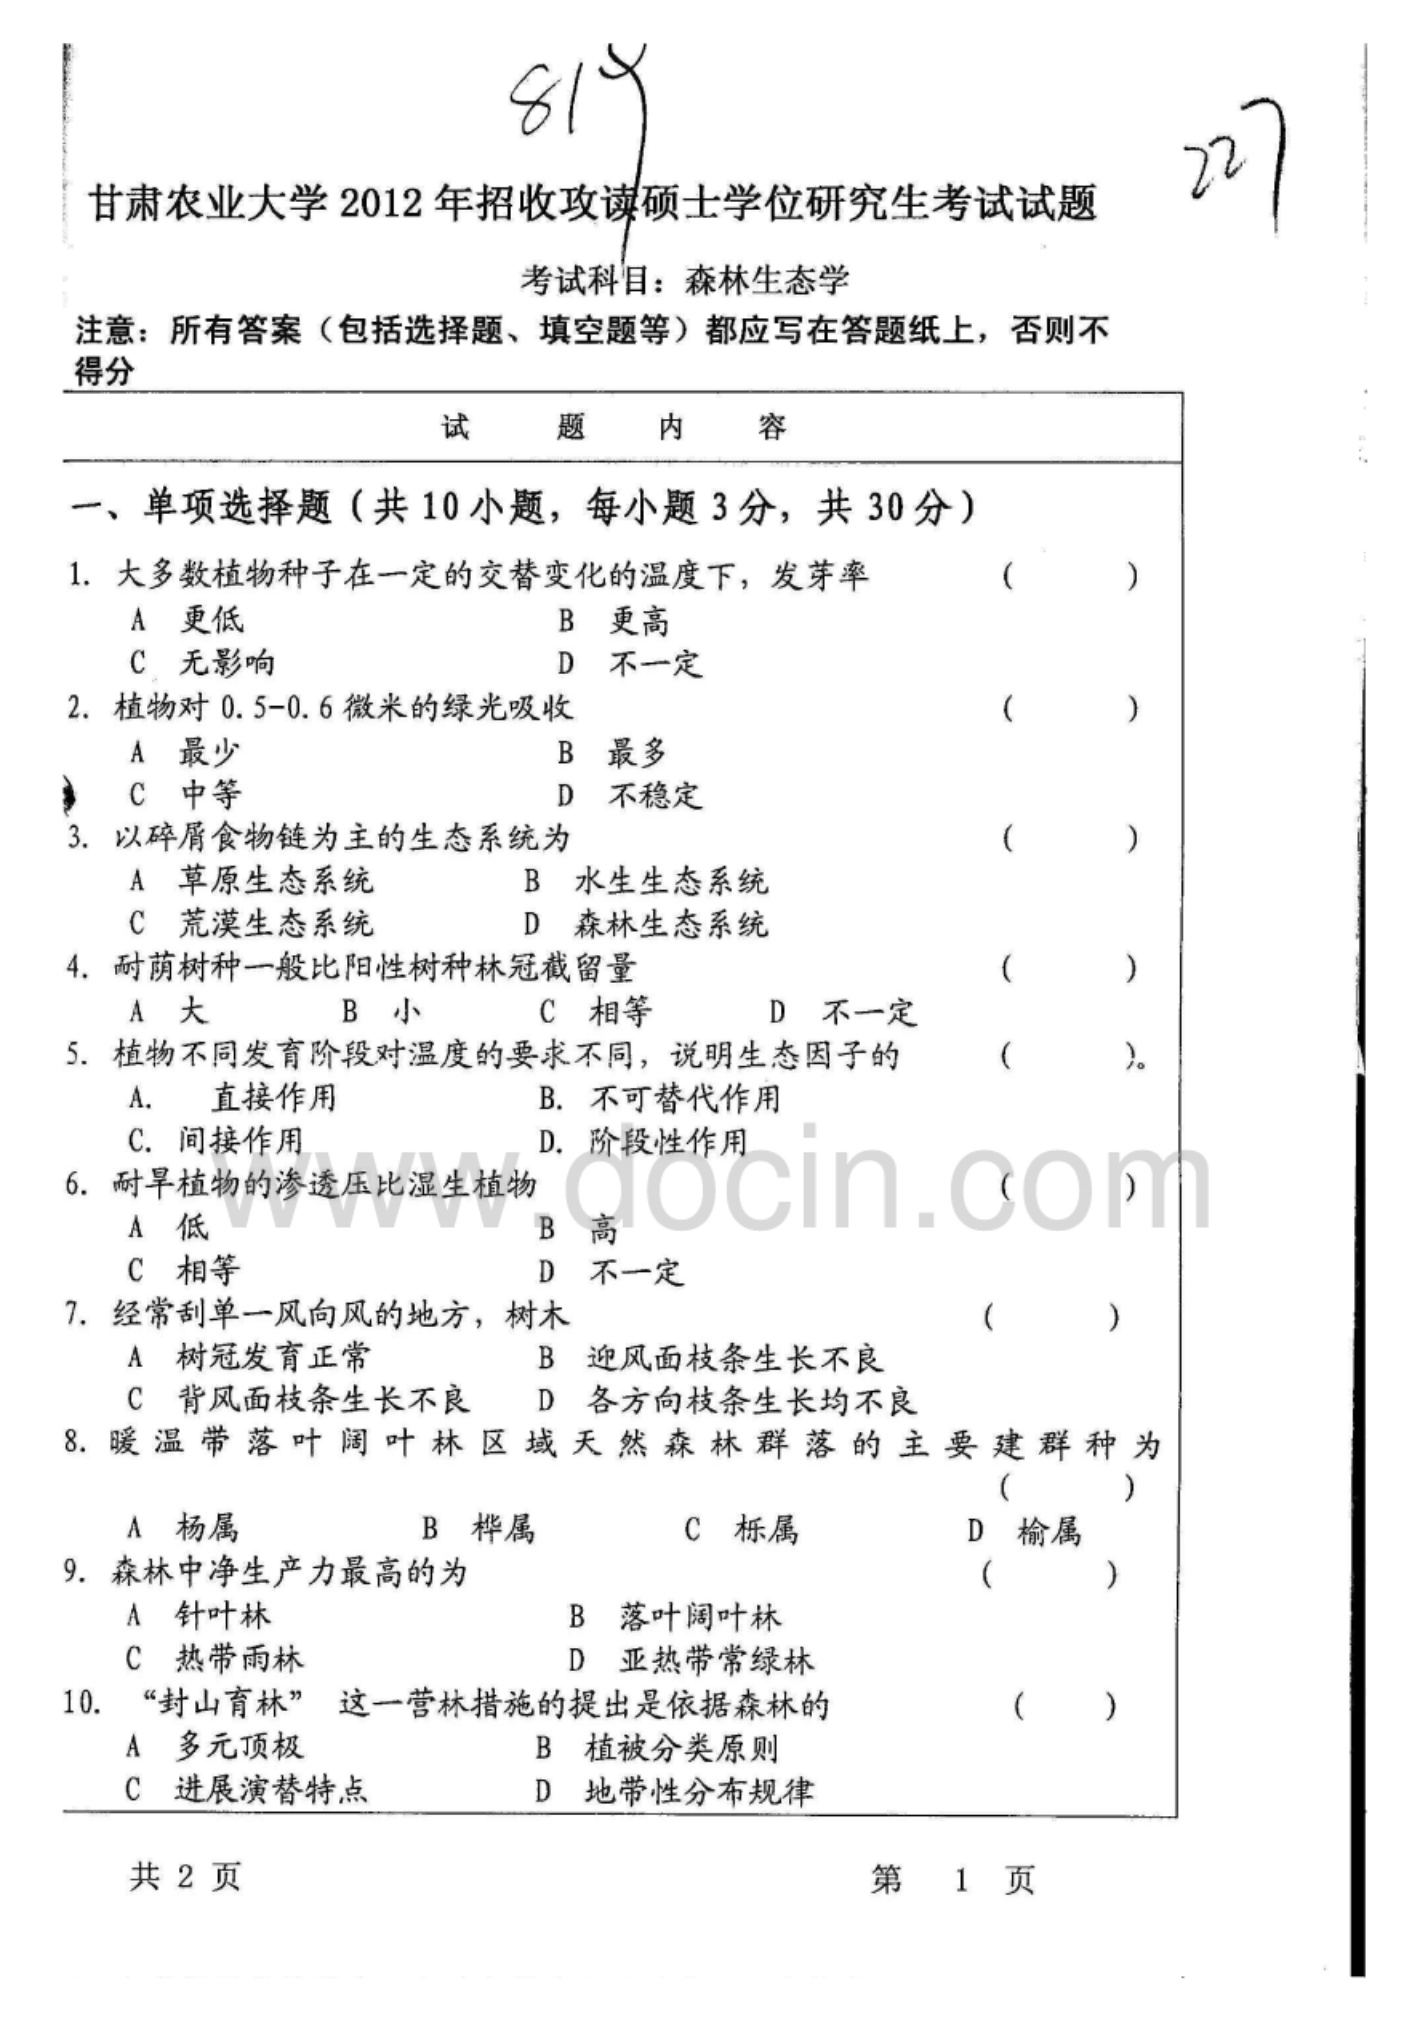 814
227
甘肃农业大学 2012 年招收攻读硕士学位研究生考试试题
考试科目：森林生态学
注意：所有答案（包括选择题、填空题等）都应写在答题纸上，否则不
得分
试 题 内 容
一、单项选择题（共 10 小题，每小题 3 分，共 30 分）
1. 大多数植物种子在一定的交替变化的温度下，发芽率 （ ）
A 更低 B 更高
C 无影响 D 不一定
2. 植物对 0.5-0.6 微米的绿光吸收 （ ）
A 最少 B 最多
C 中等 D 不稳定
3. 以碎屑食物链为主的生态系统为 （ ）
A 草原生态系统 B 水生生态系统
C 荒漠生态系统 D 森林生态系统
4. 耐荫树种一般比阳性树种林冠截留量 （ ）
A 大 B 小 C 相等 D 不一定
5. 植物不同发育阶段对温度的要求不同，说明生态因子的 （ ）。
A. 直接作用 B. 不可替代作用
C. 间接作用 D. 阶段性作用
www.docin.com
6. 耐旱植物的渗透压比湿生植物 （ ）
A 低 B 高
C 相等 D 不一定
7. 经常刮单一风向风的地方，树木 （ ）
A 树冠发育正常 B 迎风面枝条生长不良
C 背风面枝条生长不良 D 各方向枝条生长均不良
8. 暖温带落叶阔叶林区域天然森林群落的主要建群种为
（ ）
A 杨属 B 桦属 C 栎属 D 榆属
9. 森林中净生产力最高的为 （ ）
A 针叶林 B 落叶阔叶林
C 热带雨林 D 亚热带常绿林
10. “封山育林” 这一营林措施的提出是依据森林的 （ ）
A 多元顶极 B 植被分类原则
C 进展演替特点 D 地带性分布规律
共 2 页 第 1 页